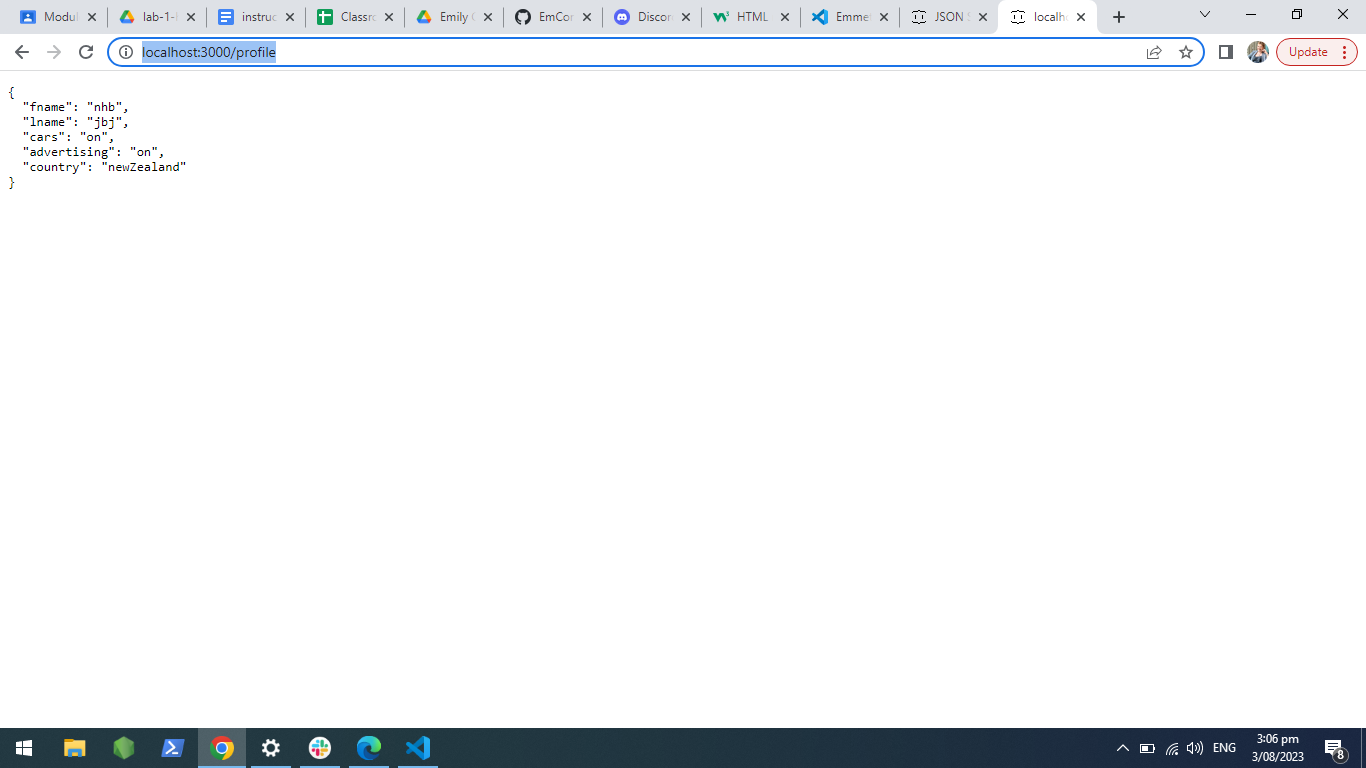 Modul
lab-1-
instruc
Classro
Emily
EmCor
Discor
HTML
Emmet
JSON
localho
localhost:3000/profile
Update
{
"fname": "nhb",
"lname": "jbj",
"cars": "on",
"advertising": "on",
"country": "newZealand"
}
ENG
3:06 pm
3/08/2023
8